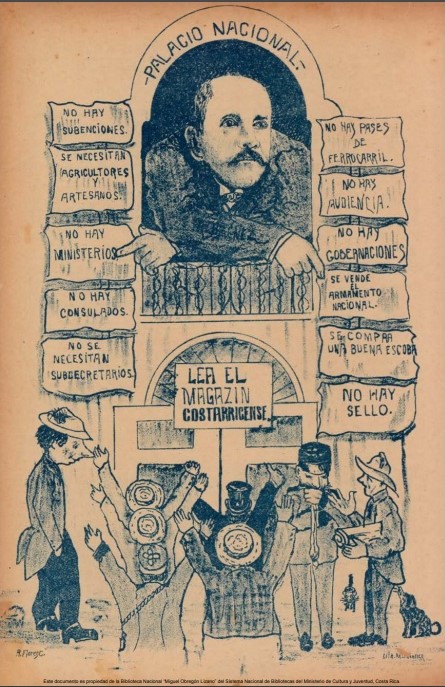 PALACIO NACIONAL
NO HAY
SUBENCIONES.
SE NECESITAN
AGRICULTORES
Y
ARTESANOS.
NO HAY
MINISTERIOS
NO HAY
CONSULADOS.
NO SE
NECESITAN
SUBDECRETARIOS
NO HAY PASES
DE
FERROCARRIL.
NO HAY
AUDIENCIA.
NO HAY
GOBERNACIONES
SE VENDE
EL
ARMAMENTO
NACIONAL.
SE COMPRA
UNA BUENA ESCOBA
NO HAY
SELLO.
LEA EL
MAGAZIN
COSTARRICENSE.
Este documento es propiedad de la Biblioteca Nacional "Miguel Obregón Lizano" del Sistema Nacional de Bibliotecas del Ministerio de Cultura y Juventud, Costa Rica.